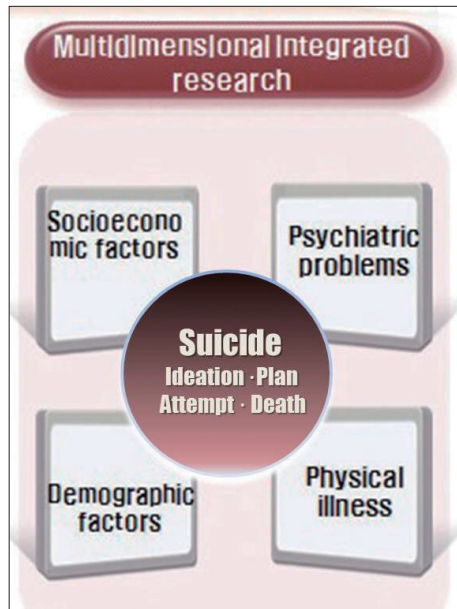 Multidimensional integrated
research
Socioecono
mic factors
Psychiatric
problems
Suicide
Ideation · Plan
Attempt · Death
Demographic
factors
Physical
illness